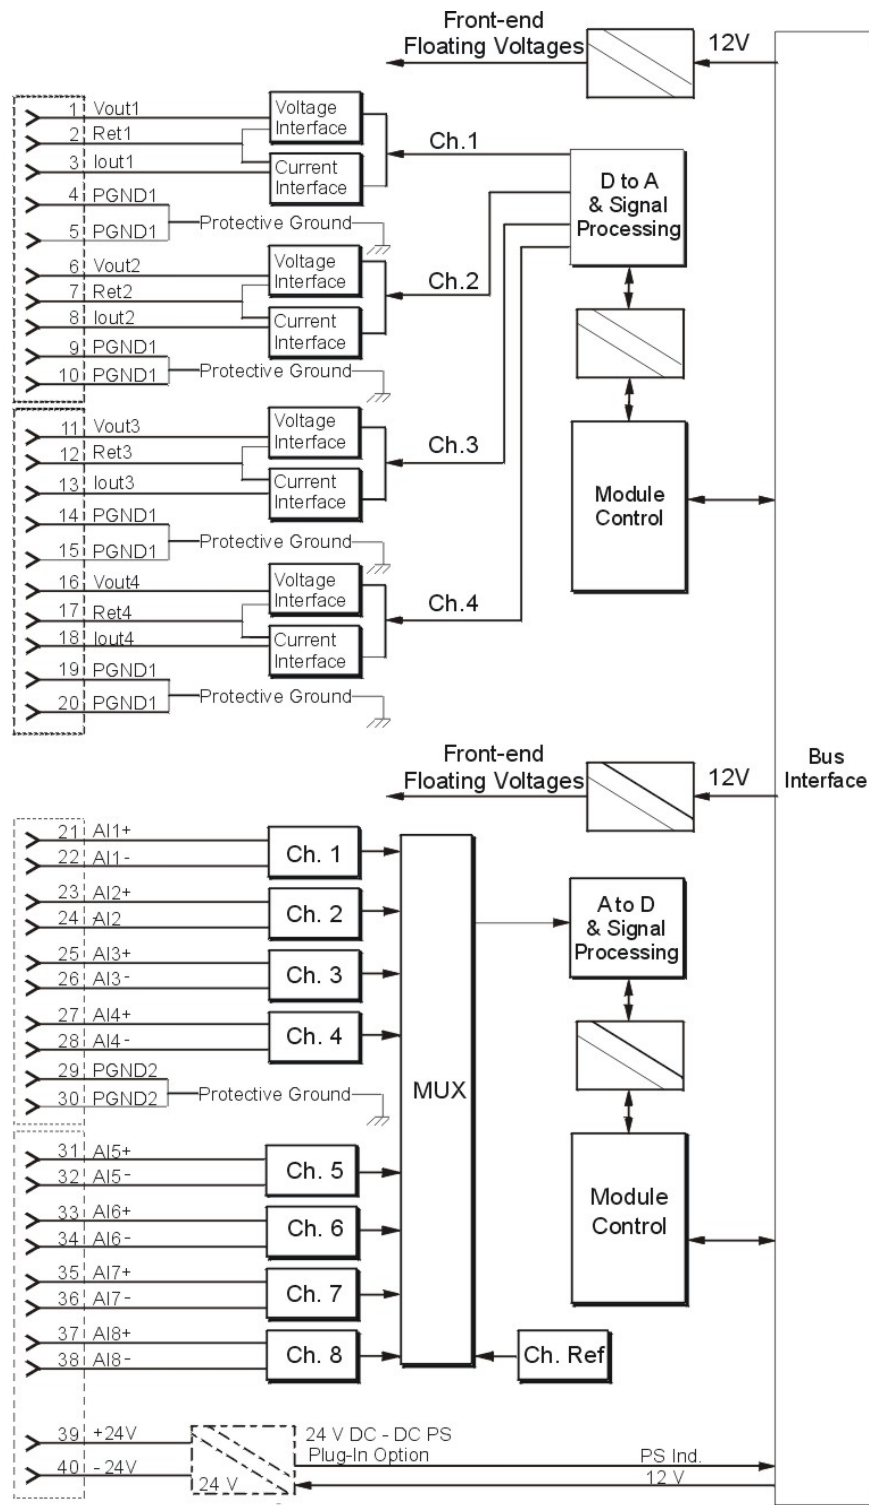 Front-end
Floating Voltages
12V
1 Vout1
2 Ret1
3 Iout1
4 PGND1
5 PGND1
Voltage
Interface
Current
Interface
Protective Ground
Ch.1
D to A
& Signal
Processing
6 Vout2
7 Ret2
8 Iout2
9 PGND1
10 PGND1
Voltage
Interface
Current
Interface
Protective Ground
Ch.2
11 Vout3
12 Ret3
13 Iout3
14 PGND1
15 PGND1
Voltage
Interface
Current
Interface
Protective Ground
Ch.3
Module
Control
16 Vout4
17 Ret4
18 Iout4
19 PGND1
20 PGND1
Voltage
Interface
Current
Interface
Protective Ground
Ch.4
Front-end
Floating Voltages
12V
Bus
Interface
21 AI1+
22 AI1-
Ch. 1
23 AI2+
24 AI2
Ch. 2
25 AI3+
26 AI3-
Ch. 3
27 AI4+
28 AI4-
Ch. 4
29 PGND2
30 PGND2
Protective Ground
MUX
A to D
& Signal
Processing
31 AI5+
32 AI5-
Ch. 5
33 AI6+
34 AI6-
Ch. 6
35 AI7+
36 AI7-
Ch. 7
37 AI8+
38 AI8-
Ch. 8
Module
Control
Ch. Ref
39 +24V
40 -24V
24 V
24 V DC - DC PS
Plug-In Option
PS Ind.
12 V